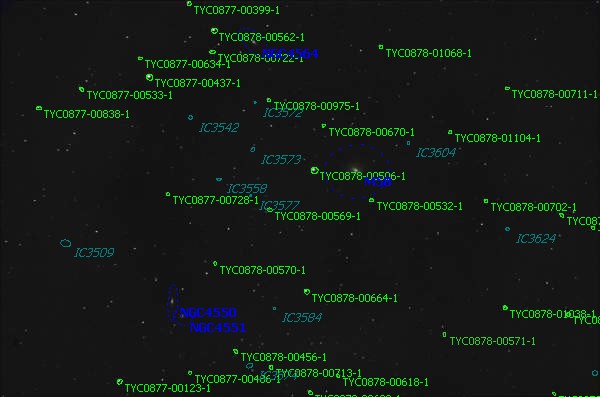 TYC0877-00399-1
TYC0878-00562-1
TYC0878-01068-1
TYC0878-00722-1
TYC0877-00634-1
TYC0877-00437-1
TYC0877-00533-1
TYC0878-00711-1
TYC0878-00975-1
TYC0877-00838-1
IC3572
IC3542
TYC0878-00670-1
TYC0878-01104-1
IC3604
IC3573
TYC0878-00506-1
IC3558
TYC0877-00728-1
IC3577
TYC0878-00532-1
TYC0878-00702-1
TYC0878-00569-1
IC3624
IC3509
TYC0878-00570-1
TYC0878-00664-1
NGC4550
TYC0878-01038-1
IC3584
NGC4551
TYC0878-00571-1
TYC0878-00456-1
TYC0878-00713-1
TYC0877-00486-1
TYC0878-00618-1
TYC0877-00123-1